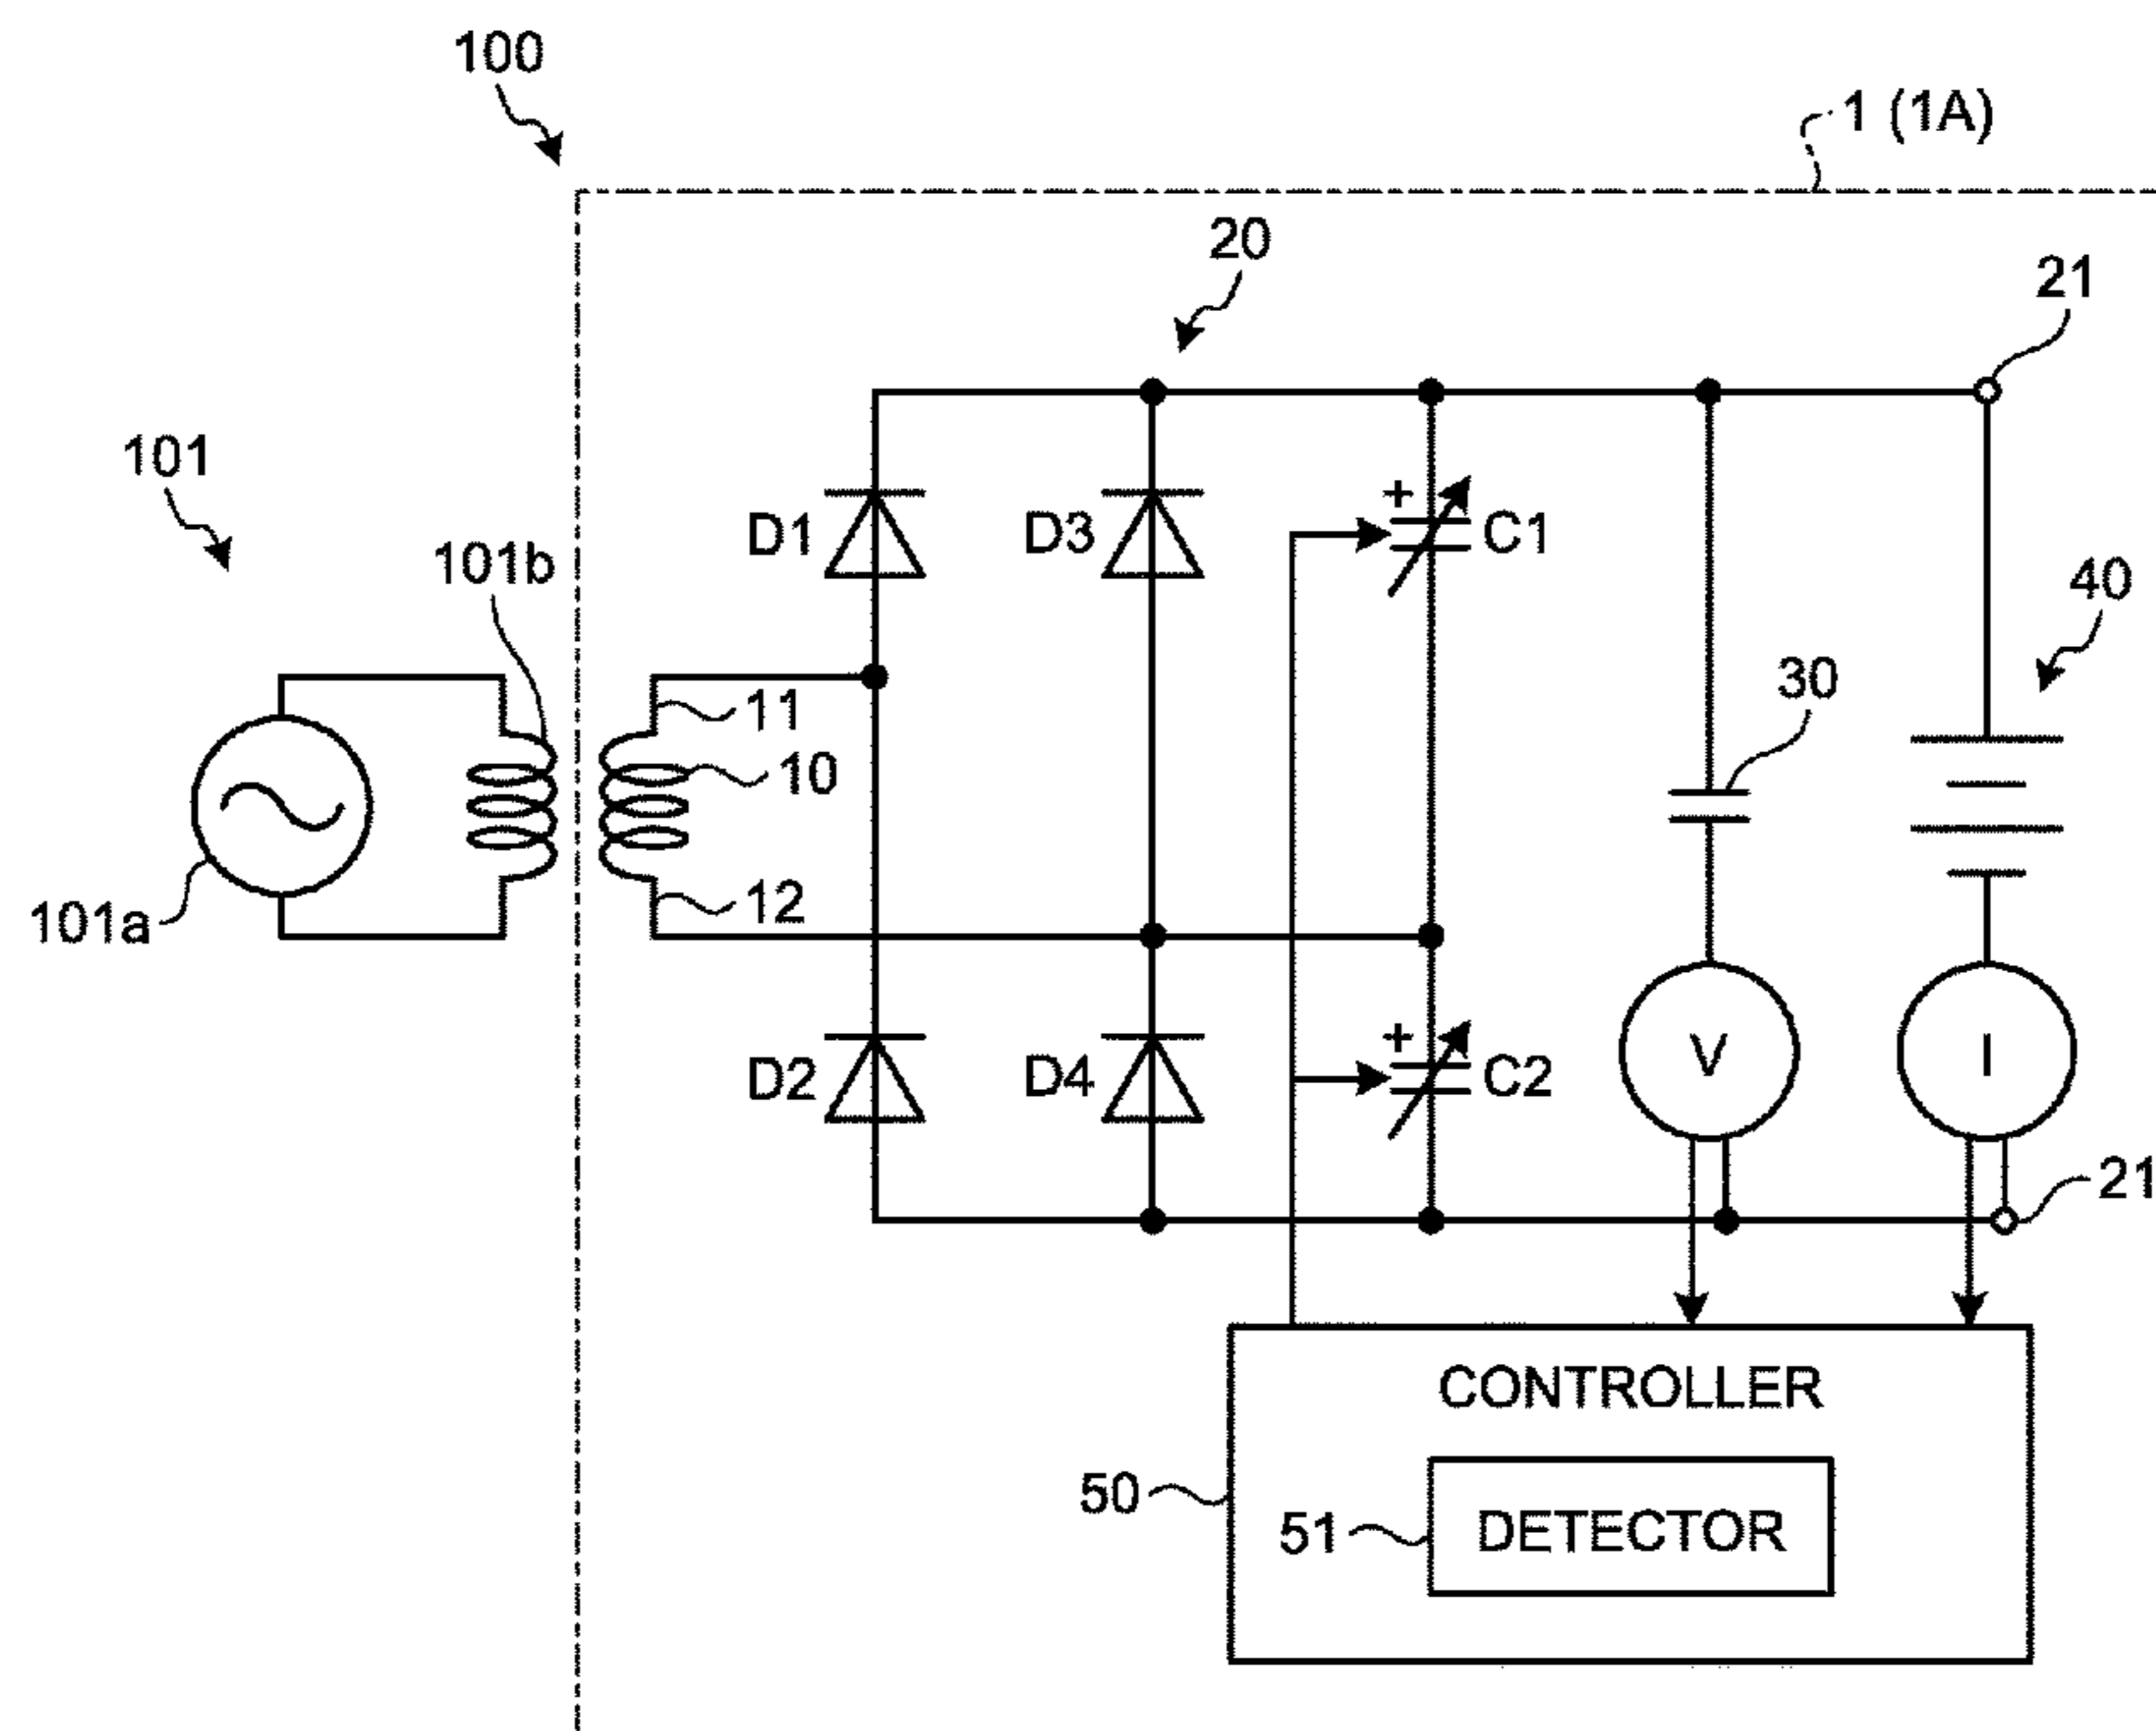 100
1 (1A)
20
21
101
101b
D1
D3
+
C1
40
30
11
10
12
101a
D2
D4
+
C2
V
I
21
CONTROLLER
50
51
DETECTOR